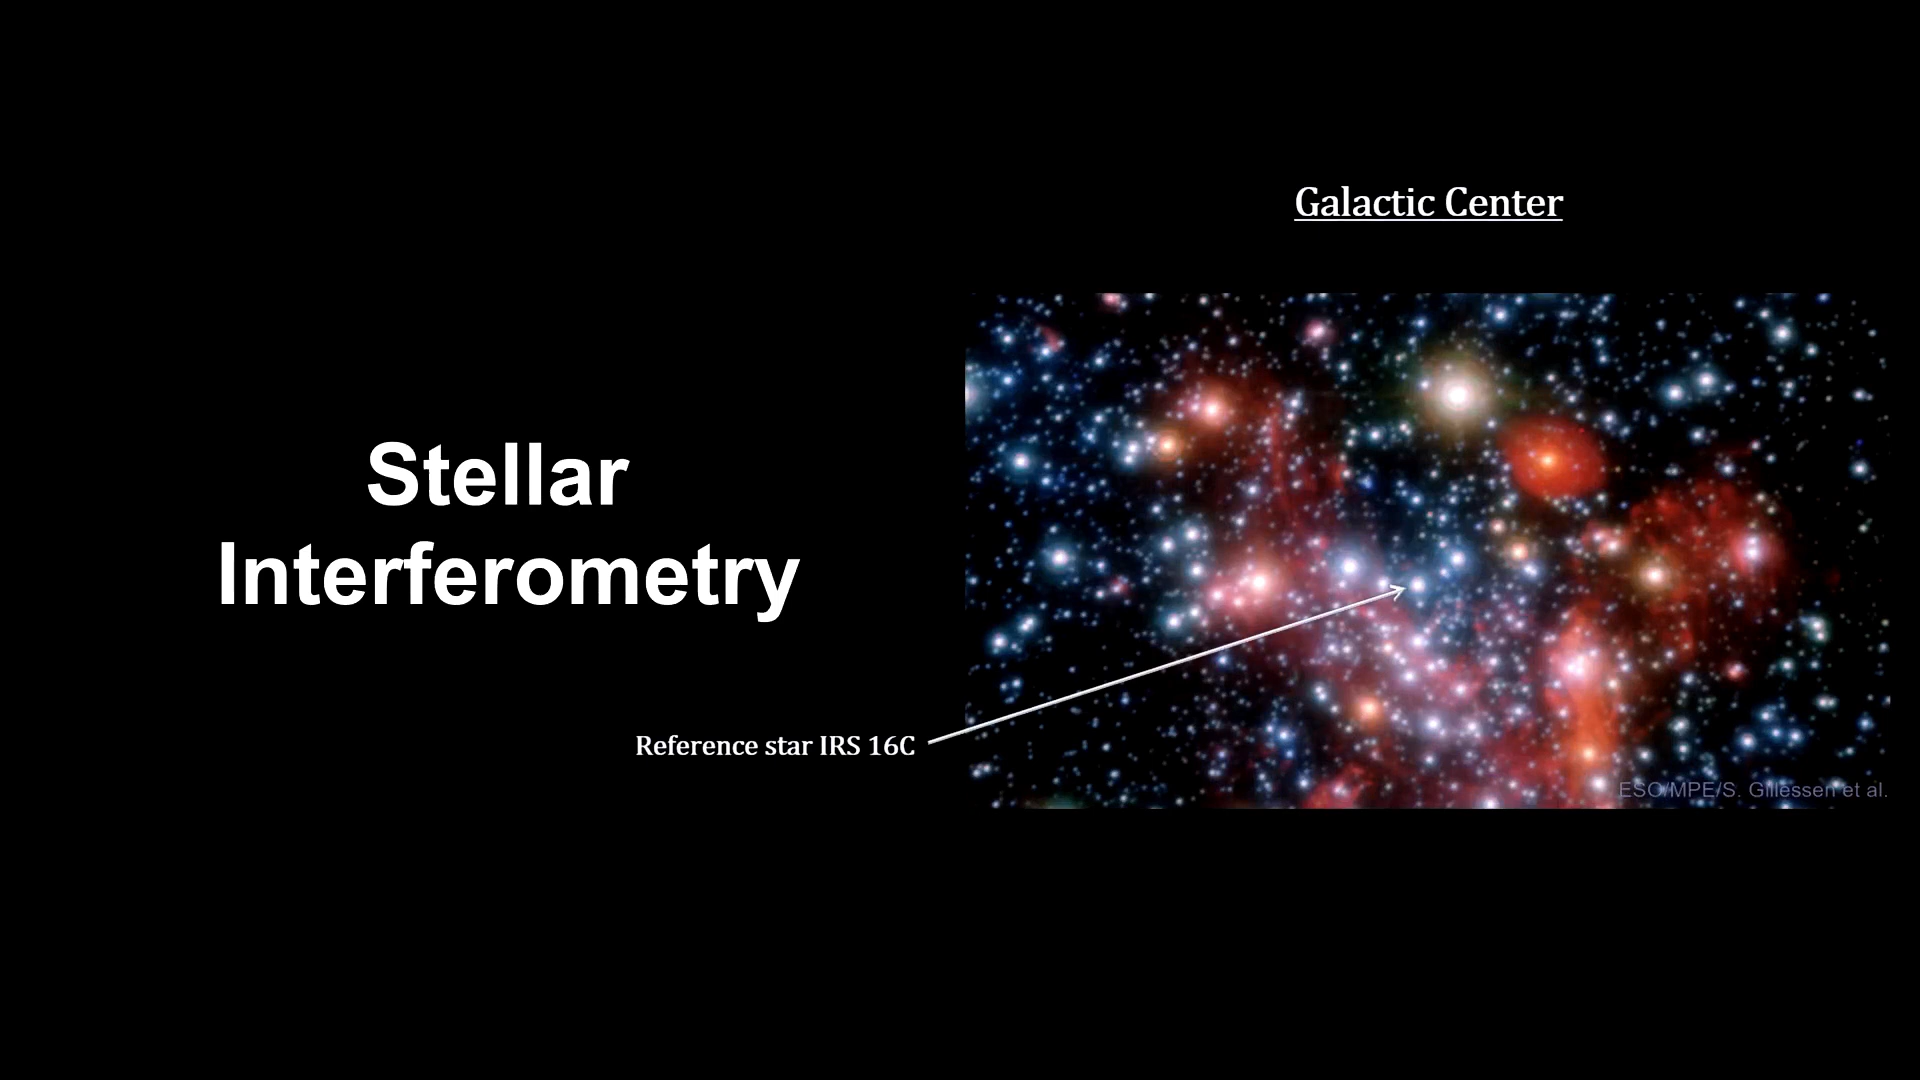 Galactic Center
Stellar
Interferometry
Reference star IRS 16C
ESO/MPE/S. Gillessen et al.